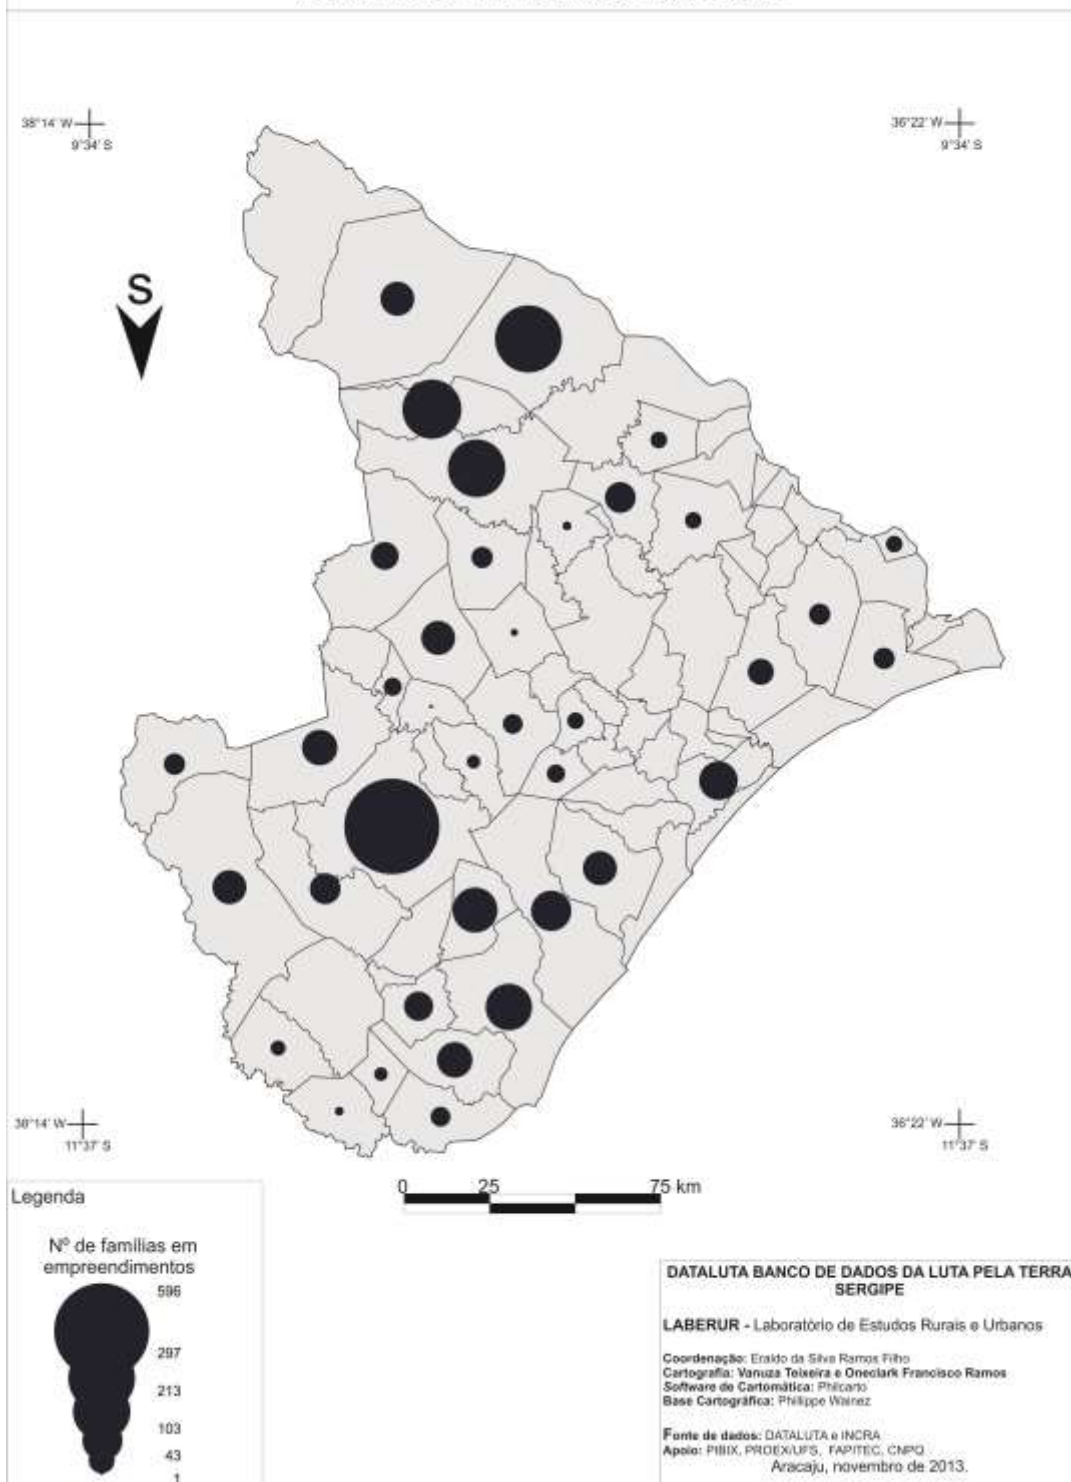 38°14' W
9°34' S
36°22' W
9°34' S
S
38°14' W
11°37' S
36°22' W
11°37' S
0 25 75 km
Legenda
Nº de famílias em
empreendimentos
596
297
213
103
43
1
DATALUTA BANCO DE DADOS DA LUTA PELA TERRA
SERGIPE
LABERUR - Laboratório de Estudos Rurais e Urbanos
Coordenação: Eraldo da Silva Ramos Filho
Cartografia: Vanuza Teixeira e Oneclark Francisco Ramos
Software de Cartomática: Philcarto
Base Cartográfica: Philippe Wainez
Fonte de dados: DATALUTA e INCRA
Apoio: PIBIX, PROEX/UFS, FAPITEC, CNPQ
Aracaju, novembro de 2013.